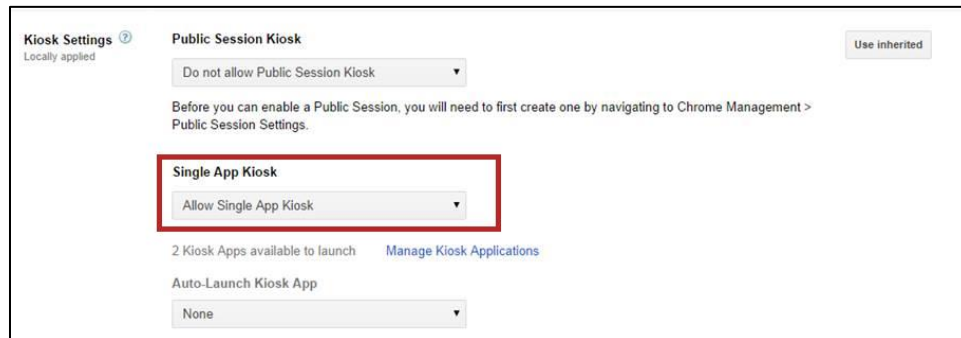 Kiosk Settings ?
Locally applied
Public Session Kiosk
Use inherited
Do not allow Public Session Kiosk
Before you can enable a Public Session, you will need to first create one by navigating to Chrome Management >
Public Session Settings.
Single App Kiosk
Allow Single App Kiosk
2 Kiosk Apps available to launch Manage Kiosk Applications
Auto-Launch Kiosk App
None